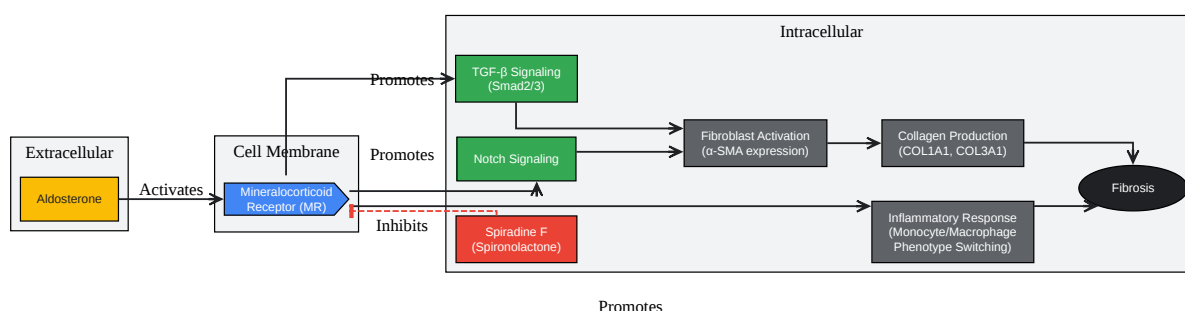 Intracellular
TGF-β Signaling
(Smad2/3)
Promotes
Extracellular
Cell Membrane
Promotes
Notch Signaling
Fibroblast Activation
(α-SMA expression)
Collagen Production
(COL1A1, COL3A1)
Aldosterone
Activates
Mineralocorticoid
Receptor (MR)
Fibrosis
Inhibits
Spiradine F
(Spironolactone)
Inflammatory Response
(Monocyte/Macrophage
Phenotype Switching)
Promotes